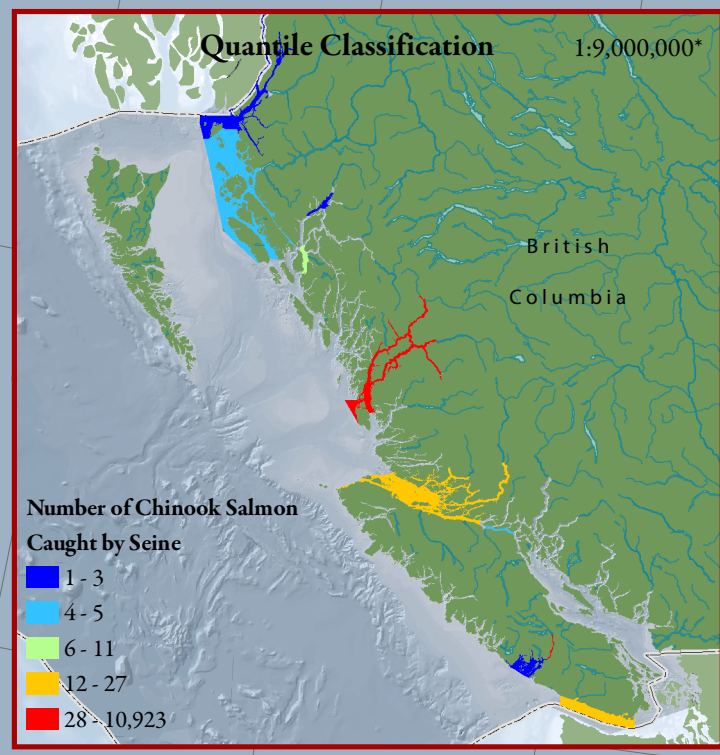 Quantile Classification
1:9,000,000*
British
Columbia
Number of Chinook Salmon
Caught by Seine
1 - 3
4 - 5
6 - 11
12 - 27
28 - 10,923